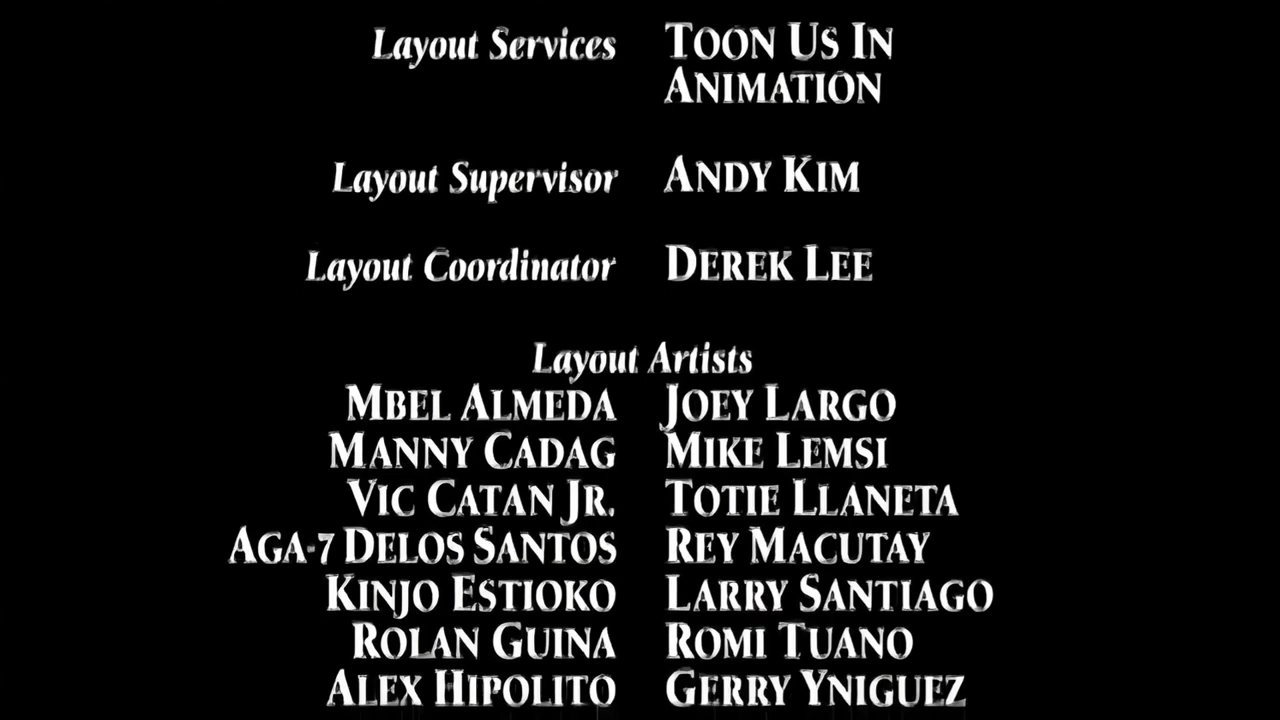 Layout Services TOON US IN
ANIMATION
Layout Supervisor ANDY KIM
Layout Coordinator DEREK LEE
Layout Artists
MBEL ALMEDA JOEY LARGO
MANNY CADAG MIKE LEMSI
VIC CATAN JR. TOTIE LLANETA
AGA-7 DELOS SANTOS REY MACUTAY
KINJO ESTIOKO LARRY SANTIAGO
ROLAN GUINA ROMI TUANO
ALEX HIPOLITO GERRY YNIGUEZ